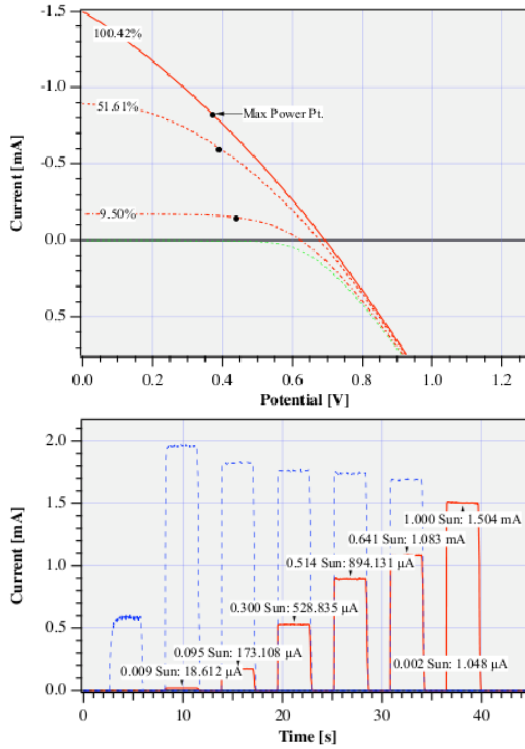 -1.5
100.42%
-1.0
51.61%
Max Power Pt.
-0.5
9.50%
0.0
0.5
Current [mA]
0.0 0.2 0.4 0.6 0.8 1.0 1.2
Potential [V]
2.0
1.5
1.000 Sun: 1.504 mA
0.641 Sun: 1.083 mA
0.514 Sun: 894.131 µA
1.0
0.300 Sun: 528.835 µA
0.5
0.095 Sun: 173.108 µA
0.002 Sun: 1.048 µA
0.009 Sun: 18.612 µA
0.0
Current [mA]
0 10 20 30 40
Time [s]